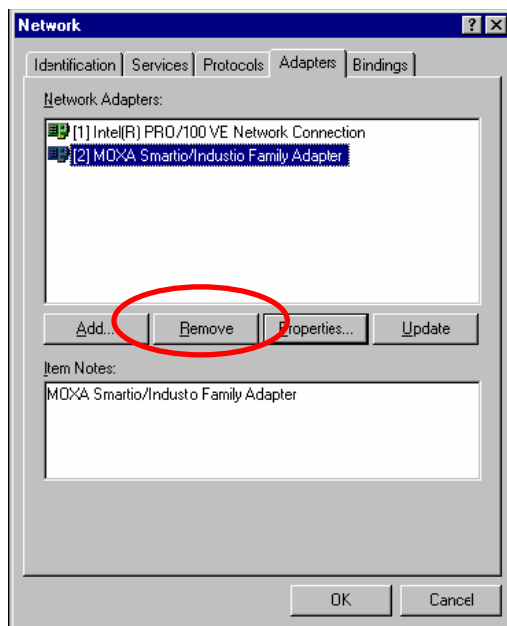 Network
Identification Services Protocols Adapters Bindings
Network Adapters:
[1] Intel(R) PRO/100 VE Network Connection
[2] MOXA Smartio/Industio Family Adapter
Add... Remove Properties... Update
Item Notes:
MOXA Smartio/Industo Family Adapter
OK Cancel